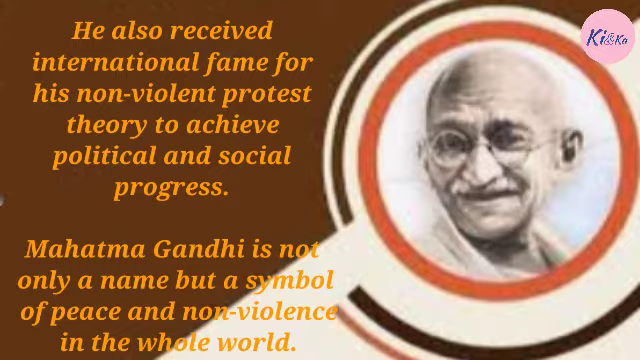 He also received
international fame for
his non-violent protest
theory to achieve
political and social
progress.
Mahatma Gandhi is not
only a name but a symbol
of peace and non-violence
in the whole world.
Ki&Ka